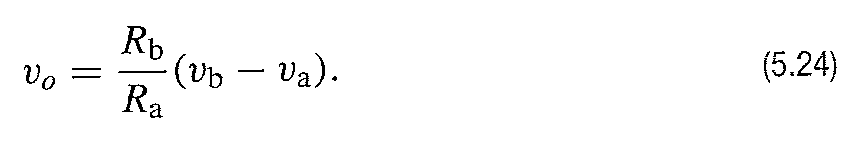 v_o = \frac{R_b}{R_a}(v_b - v_a). (5.24)